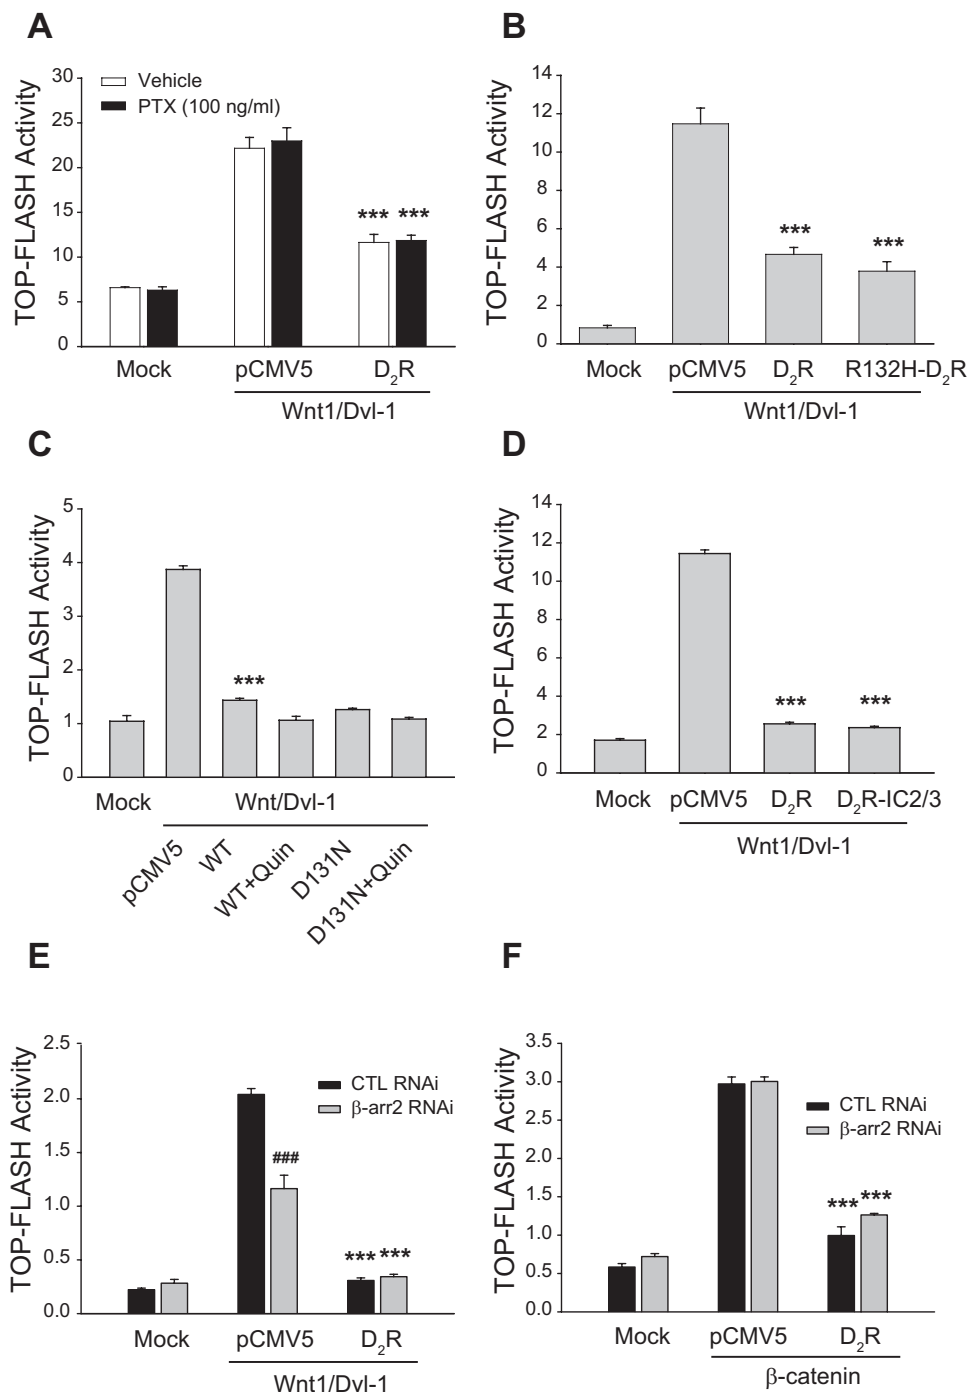 A
TOP-FLASH Activity
30
25
20
15
10
5
0
Vehicle
PTX (100 ng/ml)
*** ***
Mock pCMV5 D₂R
Wnt1/Dvl-1
B
TOP-FLASH Activity
14
12
10
8
6
4
2
0
***
***
Mock pCMV5 D₂R R132H-D₂R
Wnt1/Dvl-1
C
TOP-FLASH Activity
5
4
3
2
1
0
***
Mock Wnt/Dvl-1
pCMV5
WT
WT+Quin
D131N
D131N+Quin
D
TOP-FLASH Activity
14
12
10
8
6
4
2
0
*** ***
Mock pCMV5 D₂R D₂R-IC2/3
Wnt1/Dvl-1
E
TOP-FLASH Activity
2.5
2.0
1.5
1.0
0.5
0.0
CTL RNAi
β-arr2 RNAi
###
*** ***
Mock pCMV5 D₂R
Wnt1/Dvl-1
F
TOP-FLASH Activity
3.5
3.0
2.5
2.0
1.5
1.0
0.5
0.0
CTL RNAi
β-arr2 RNAi
*** ***
Mock pCMV5 D₂R
β-catenin